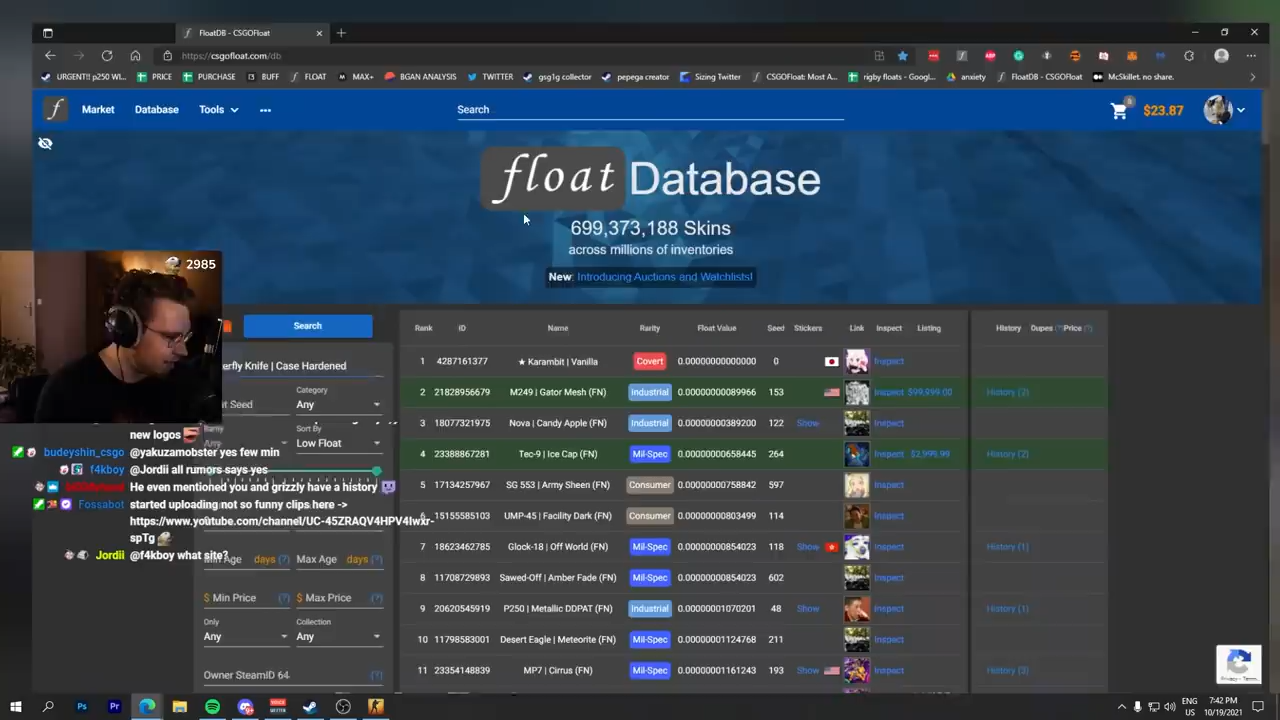 FloatDB - CSGOFloat
https://csgofloat.com/db
URGENT!! p250 WI...
PRICE
PURCHASE
BUFF
FLOAT
MAX+
BGAN ANALYSIS
TWITTER
gsg1g collector
pepega creator
Sizing Twitter
CSGOFloat: Most A...
rigby floats - Googl...
anxiety
FloatDB - CSGOFloat
McSkillet. no share.
Market
Database
Tools
Search
$23.87
float Database
699,373,188 Skins
across millions of inventories
New: Introducing Auctions and Watchlists!
2985
Search
erfly Knife | Case Hardened
Category
t Seed
Any
Sort By
Any
Low Float
Min Age days (?)
Max Age days (?)
$ Min Price (?)
$ Max Price (?)
Only
Collection
Any
Any
Owner SteamID 64 (?)
Rank ID Name Rarity Float Value Seed Stickers Link Inspect Listing History Dupes (?) Price (?)
1 4287161377 ★ Karambit | Vanilla Covert 0.00000000000000 0 Inspect
2 21828956679 M249 | Gator Mesh (FN) Industrial 0.00000000089966 153 Inspect $99,999.00 History (2)
3 18077321975 Nova | Candy Apple (FN) Industrial 0.00000000389200 122 Show Inspect
4 23388867281 Tec-9 | Ice Cap (FN) Mil-Spec 0.00000000658445 264 Inspect $2,999.99 History (2)
5 17134257967 SG 553 | Army Sheen (FN) Consumer 0.00000000758842 597 Inspect
15155585103 UMP-45 | Facility Dark (FN) Consumer 0.00000000803499 114 Inspect
7 18623462785 Glock-18 | Off World (FN) Mil-Spec 0.00000000854023 118 Show Inspect History (1)
8 11708729893 Sawed-Off | Amber Fade (FN) Mil-Spec 0.00000000854023 602 Inspect
9 20620545919 P250 | Metallic DDPAT (FN) Industrial 0.00000001070201 48 Show Inspect History (1)
10 11798583001 Desert Eagle | Meteorite (FN) Mil-Spec 0.00000001124768 211 Inspect
11 23354148839 MP7 | Cirrus (FN) Mil-Spec 0.00000001161243 193 Show Inspect History (3)
new logos
budeyshin_csgo @yakuzamobster yes few min
f4kboy @Jordii all rumors says yes
He even mentioned you and grizzly have a history
Fossabot started uploading not so funny clips here ->
https://www.youtube.com/channel/UC-45ZRAQV4HPV4Iwxr-
spTg
Jordii @f4kboy what site?
ENG
US
7:42 PM
10/19/2021